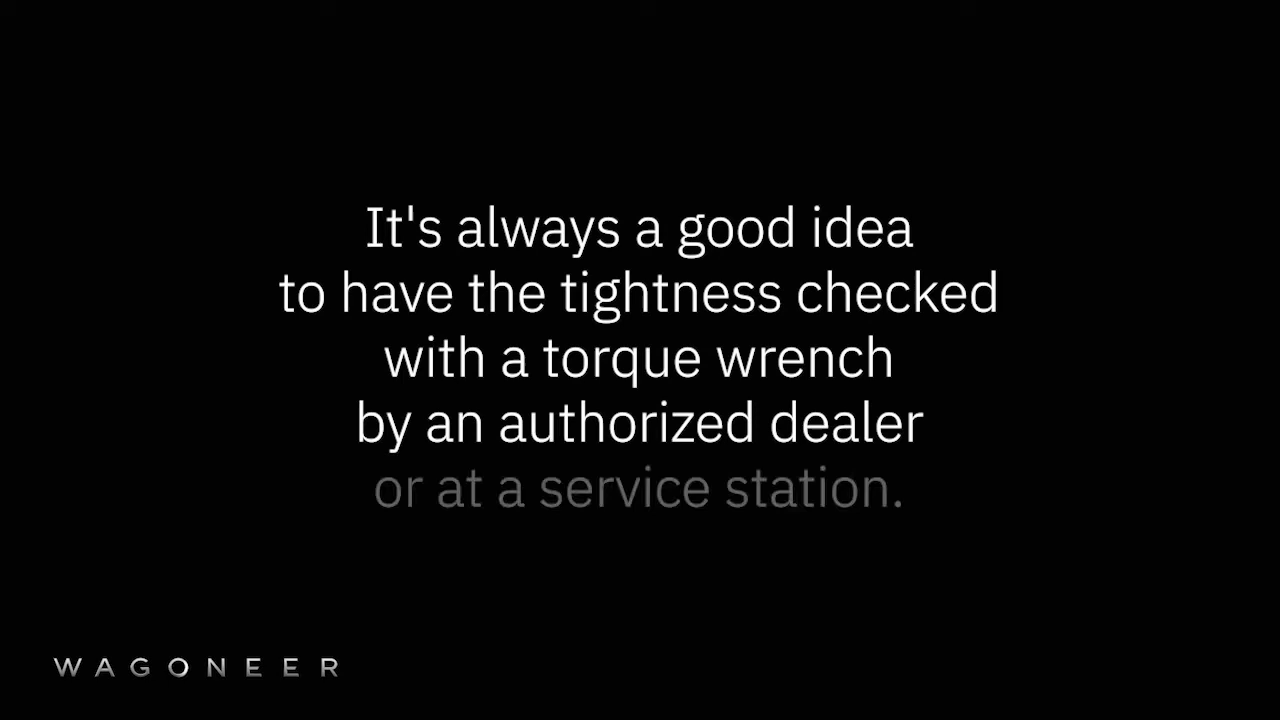 It's always a good idea
to have the tightness checked
with a torque wrench
by an authorized dealer
or at a service station.
WAGONEER